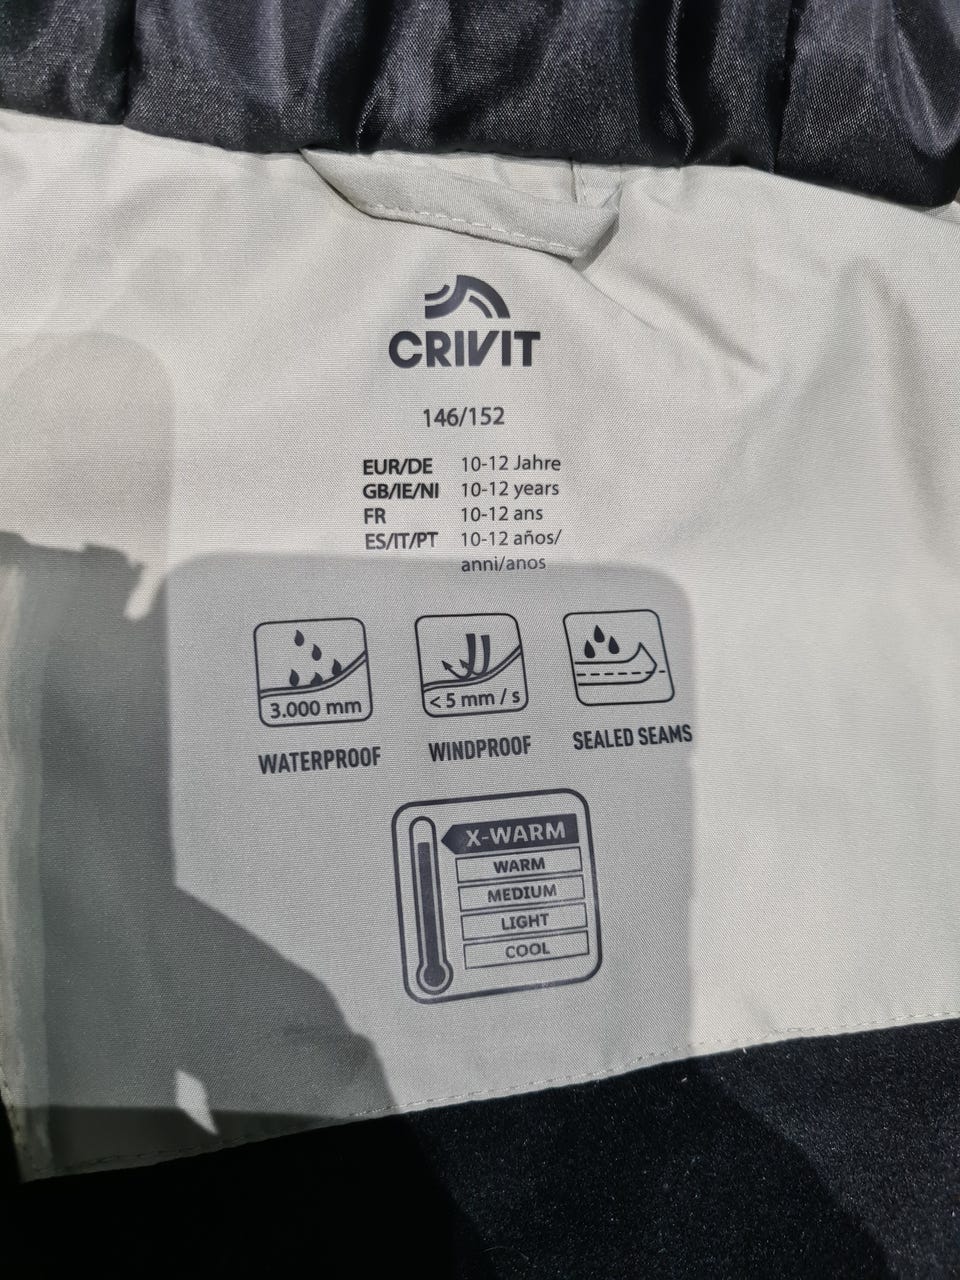 CRIVIT
146/152
EUR/DE 10-12 Jahre
GB/IE/NI 10-12 years
FR 10-12 ans
ES/IT/PT 10-12 años/
anni/anos
3.000 mm
< 5 mm / s
WATERPROOF
WINDPROOF
SEALED SEAMS
X-WARM
WARM
MEDIUM
LIGHT
COOL